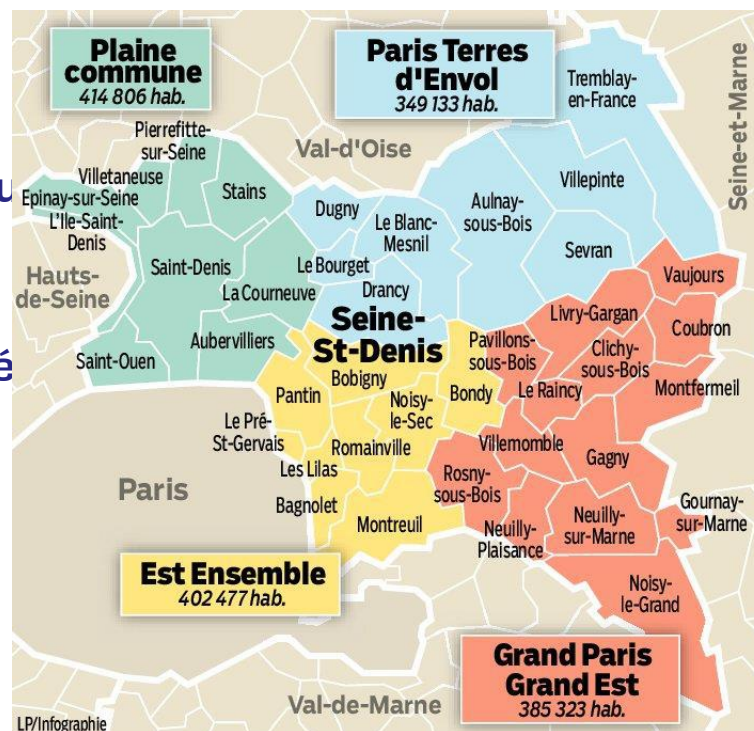 Plaine
commune
414 806 hab.
Paris Terres
d'Envol
349 133 hab.
Tremblay-
en-France
Seine-et-Marne
Pierrefitte-
sur-Seine
Val-d'Oise
Villetaneuse
Epinay-sur-Seine
L'Ile-Saint-
Denis
Stains
Dugny
Le Blanc-
Mesnil
Aulnay-
sous-Bois
Villepinte
Sevran
Hauts-
de-Seine
Saint-Denis
Le Bourget
La Courneuve
Drancy
Vaujours
Livry-Gargan
Coubron
Seine-
St-Denis
Saint-Ouen
Aubervilliers
Pavillons-
sous-Bois
Clichy-
sous-Bois
Bobigny
Pantin
Noisy-
le-Sec
Bondy
Le Raincy
Montfermeil
Le Pré-
St-Gervais
Romainville
Villemomble
Gagny
Les Lilas
Rosny-
sous-Bois
Paris
Bagnolet
Montreuil
Neuilly-
Plaisance
Neuilly-
sur-Marne
Gournay-
sur-Marne
Est Ensemble
402 477 hab.
Noisy-
le-Grand
Grand Paris
Grand Est
385 323 hab.
Val-de-Marne
LP/Infographie
u
é